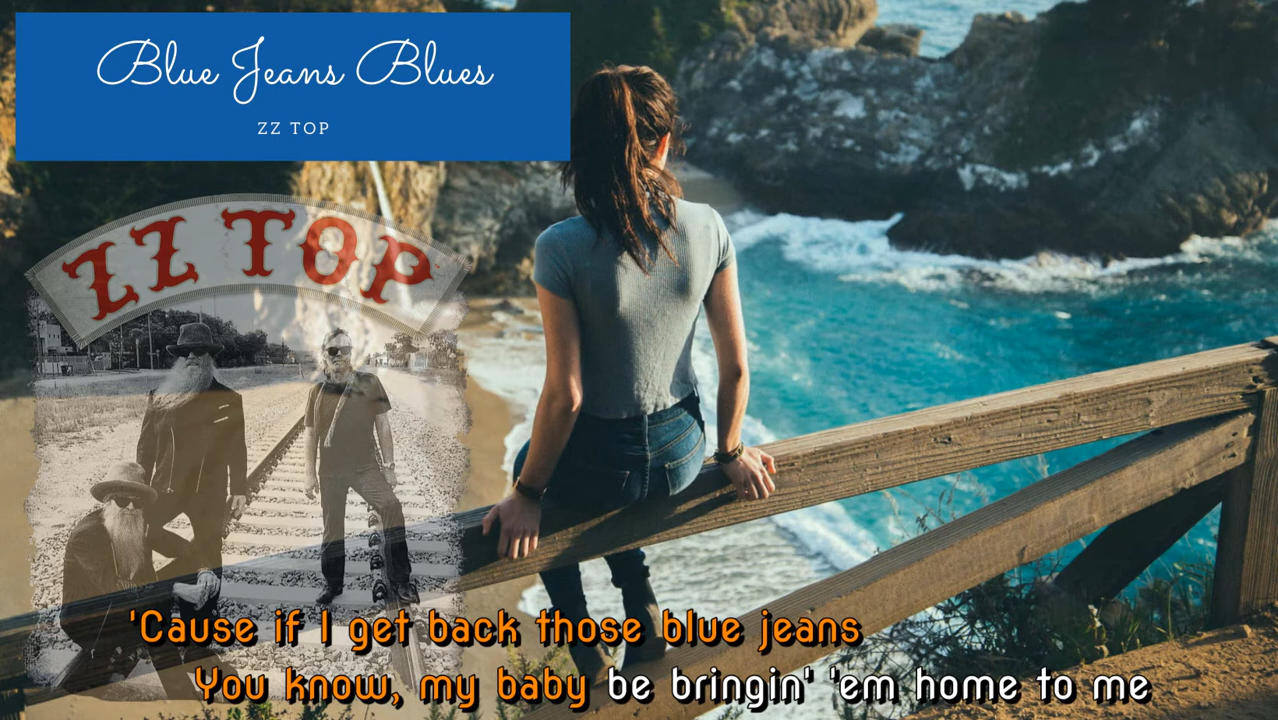 Blue Jeans Blues
ZZ TOP
ZZ TOP
'Cause if I get back those blue jeans
You know, my baby be bringin' 'em home to me